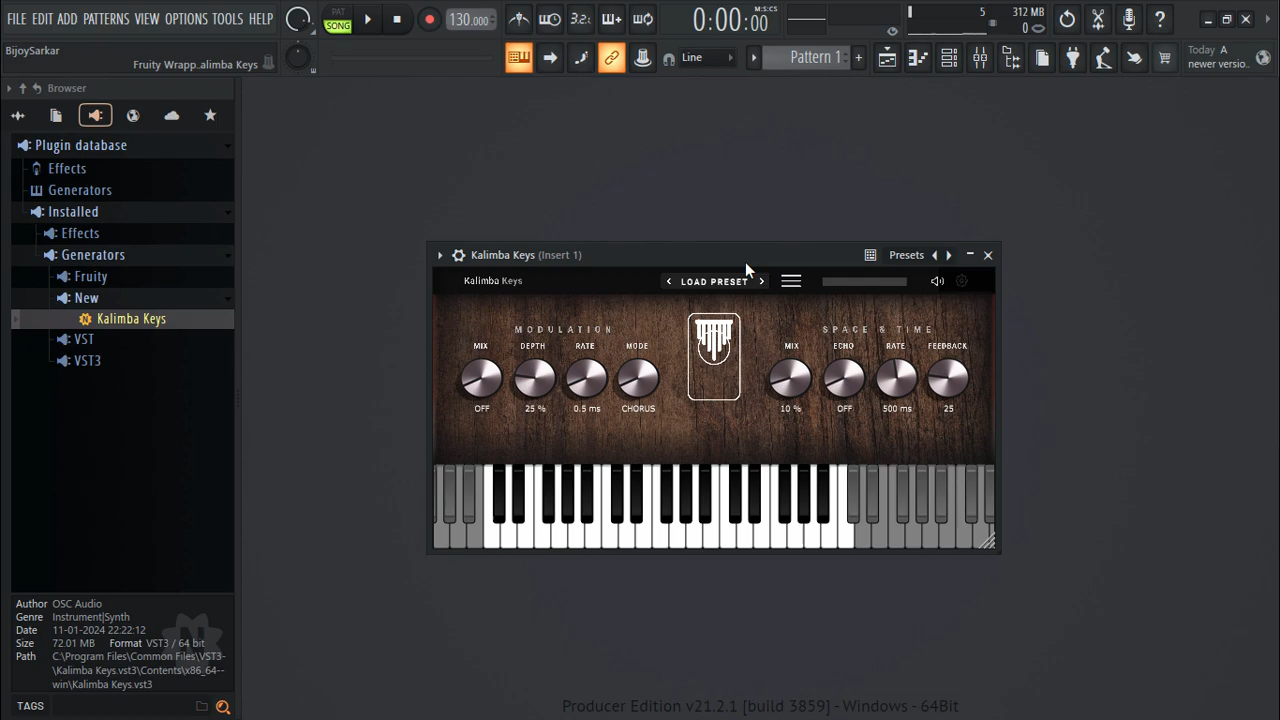 FILE EDIT ADD PATTERNS VIEW OPTIONS TOOLS HELP
BijoySarkar
Fruity Wrapp..alimba Keys
PAT
SONG
130.000
3.2
0:00:00
M:S:CS
5
312 MB
0
Line
Pattern 1
Today A
newer versio..
Browser
Plugin database
Effects
Generators
Installed
Effects
Generators
Fruity
New
Kalimba Keys
VST
VST3
Author OSC Audio
Genre Instrument|Synth
Date 11-01-2024 22:22:12
Size 72.01 MB Format VST3 / 64 bit
Path C:\Program Files\Common Files\VST3-
\Kalimba Keys.vst3\Contents\x86_64--
win\Kalimba Keys.vst3
TAGS
Kalimba Keys (Insert 1)
Presets
Kalimba Keys
LOAD PRESET
MODULATION
SPACE & TIME
MIX DEPTH RATE MODE
MIX ECHO RATE FEEDBACK
OFF 25 % 0.5 ms CHORUS
10 % OFF 500 ms 25
Producer Edition v21.2.1 [build 3859] - Windows - 64Bit